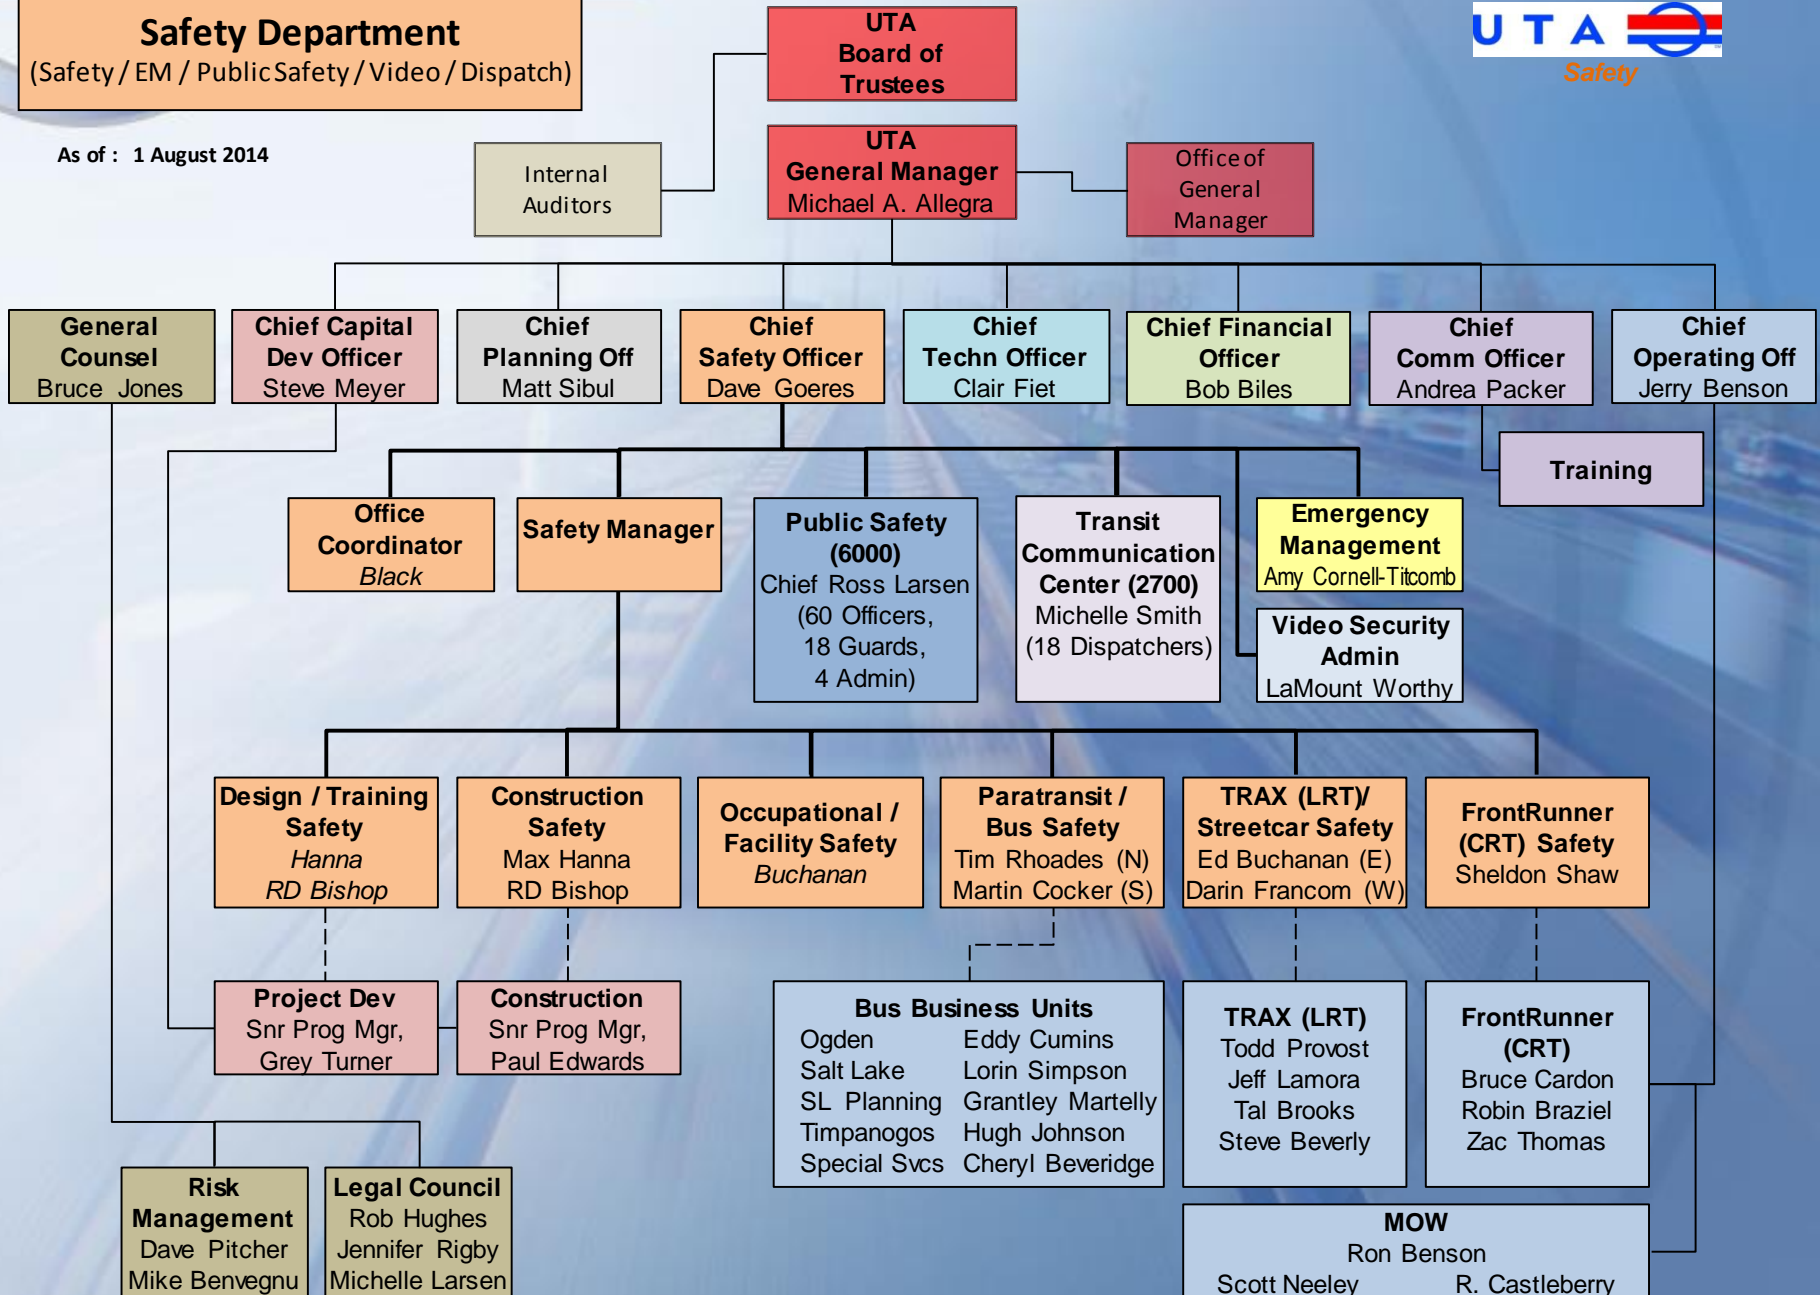 Safety Department
(Safety / EM / Public Safety / Video / Dispatch)
As of : 1 August 2014
UTA
Board of
Trustees
UTA
Safety
Internal
Auditors
UTA
General Manager
Michael A. Allegra
Office of
General
Manager
General
Counsel
Bruce Jones
Chief Capital
Dev Officer
Steve Meyer
Chief
Planning Off
Matt Sibul
Chief
Safety Officer
Dave Goeres
Chief
Techn Officer
Clair Fiet
Chief Financial
Officer
Bob Biles
Chief
Comm Officer
Andrea Packer
Chief
Operating Off
Jerry Benson
Training
Office
Coordinator
Black
Safety Manager
Public Safety
(6000)
Chief Ross Larsen
(60 Officers,
18 Guards,
4 Admin)
Transit
Communication
Center (2700)
Michelle Smith
(18 Dispatchers)
Emergency
Management
Amy Cornell-Titcomb
Video Security
Admin
LaMount Worthy
Design / Training
Safety
Hanna
RD Bishop
Construction
Safety
Max Hanna
RD Bishop
Occupational /
Facility Safety
Buchanan
Paratransit /
Bus Safety
Tim Rhoades (N)
Martin Cocker (S)
TRAX (LRT)/
Streetcar Safety
Ed Buchanan (E)
Darin Francom (W)
FrontRunner
(CRT) Safety
Sheldon Shaw
Project Dev
Snr Prog Mgr,
Grey Turner
Construction
Snr Prog Mgr,
Paul Edwards
Bus Business Units
Ogden Eddy Cumins
Salt Lake Lorin Simpson
SL Planning Grantley Martelly
Timpanogos Hugh Johnson
Special Svcs Cheryl Beveridge
TRAX (LRT)
Todd Provost
Jeff Lamora
Tal Brooks
Steve Beverly
FrontRunner
(CRT)
Bruce Cardon
Robin Braziel
Zac Thomas
Risk
Management
Dave Pitcher
Mike Benvegnu
Legal Council
Rob Hughes
Jennifer Rigby
Michelle Larsen
MOW
Ron Benson
Scott Neeley R. Castleberry